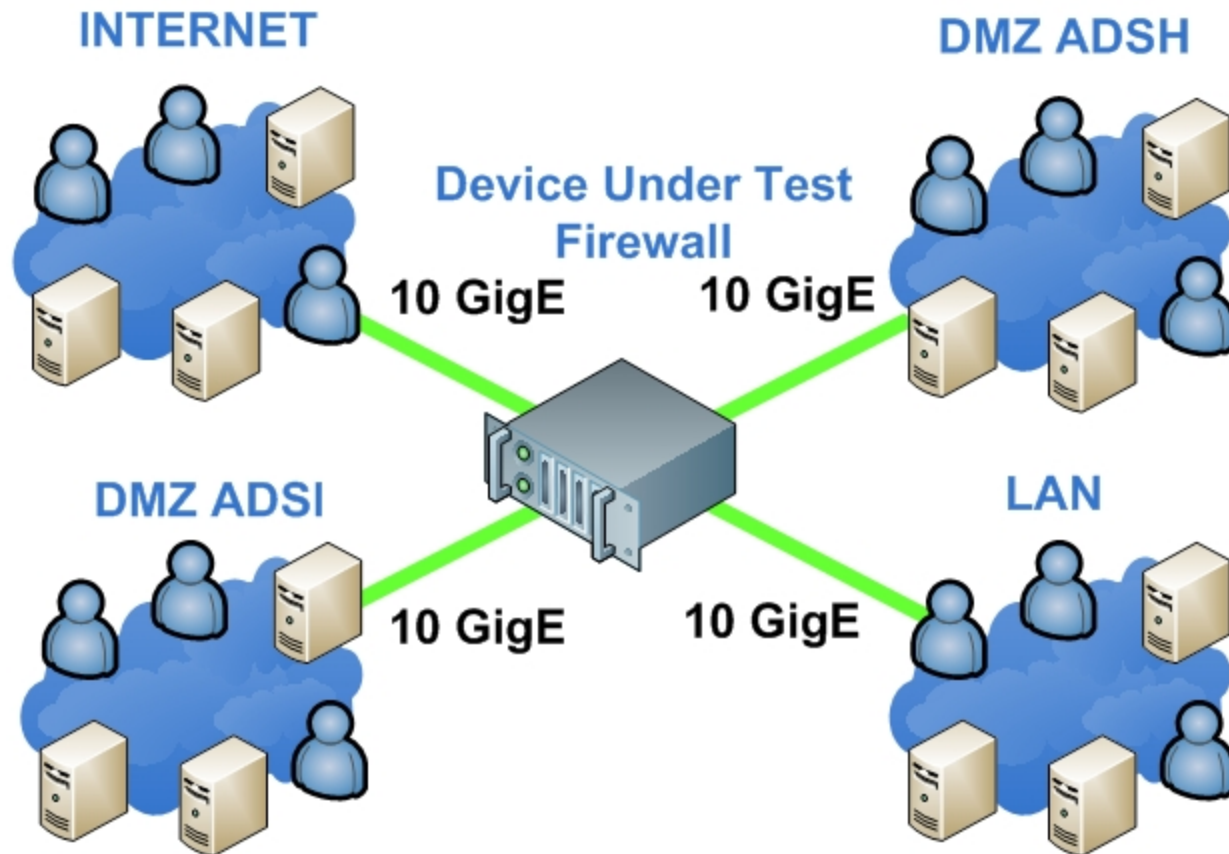 INTERNET
DMZ ADSH
Device Under Test
Firewall
10 GigE
10 GigE
DMZ ADSI
LAN
10 GigE
10 GigE